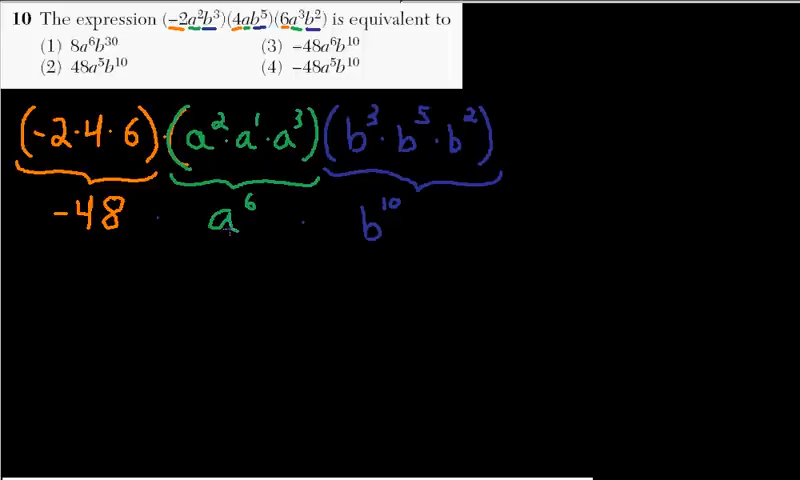 10 The expression (−2a²b³)(4ab⁵)(6a³b²) is equivalent to
(1) 8a⁶b³⁰ (3) −48a⁶b¹⁰
(2) 48a⁵b¹⁰ (4) −48a⁵b¹⁰
(-2·4·6)·(a²·a¹·a³)(b³·b⁵·b²)
-48 · a⁶ · b¹⁰